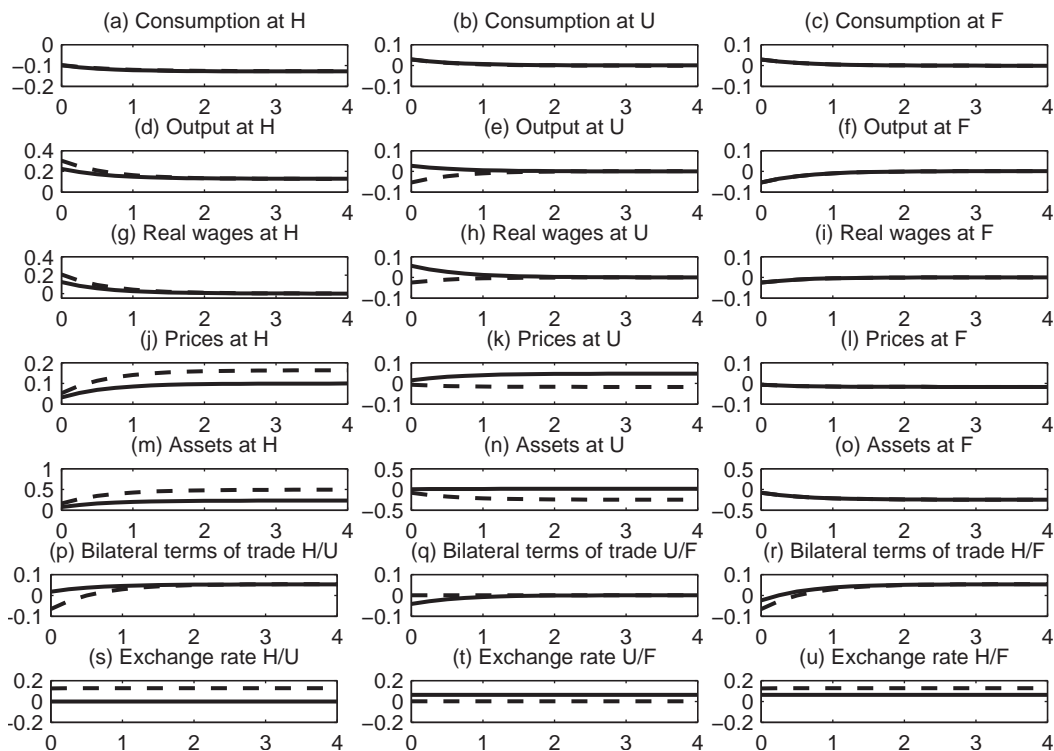 (a) Consumption at H
0
−0.1
−0.2
0 1 2 3 4
(b) Consumption at U
0.1
0
−0.1
0 1 2 3 4
(c) Consumption at F
0.1
0
−0.1
0 1 2 3 4
(d) Output at H
0.4
0.2
0
0 1 2 3 4
(e) Output at U
0.1
0
−0.1
0 1 2 3 4
(f) Output at F
0.1
0
−0.1
0 1 2 3 4
(g) Real wages at H
0.4
0.2
0
0 1 2 3 4
(h) Real wages at U
0.1
0
−0.1
0 1 2 3 4
(i) Real wages at F
0.1
0
−0.1
0 1 2 3 4
(j) Prices at H
0.2
0.1
0
0 1 2 3 4
(k) Prices at U
0.1
0
−0.1
0 1 2 3 4
(l) Prices at F
0.1
0
−0.1
0 1 2 3 4
(m) Assets at H
1
0.5
0
0 1 2 3 4
(n) Assets at U
0.5
0
−0.5
0 1 2 3 4
(o) Assets at F
0.5
0
−0.5
0 1 2 3 4
(p) Bilateral terms of trade H/U
0.1
0
-0.1
0 1 2 3 4
(q) Bilateral terms of trade U/F
0.1
0
−0.1
0 1 2 3 4
(r) Bilateral terms of trade H/F
0.1
0
−0.1
0 1 2 3 4
(s) Exchange rate H/U
0.2
0
-0.2
0 1 2 3 4
(t) Exchange rate U/F
0.2
0
−0.2
0 1 2 3 4
(u) Exchange rate H/F
0.2
0
−0.2
0 1 2 3 4